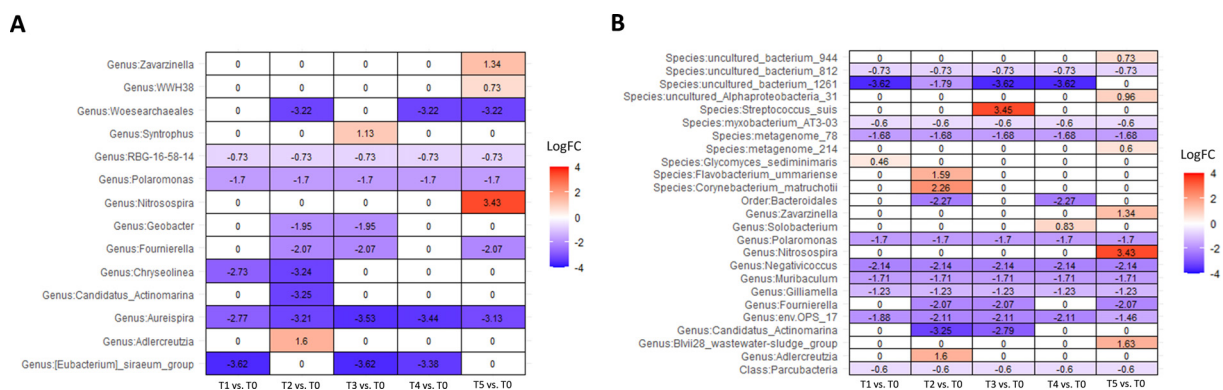 A
Genus:Zavarzinella 0 0 0 0 1.34
Genus:WWH38 0 0 0 0 0.73
Genus:Woesearchaeales 0 -3.22 0 -3.22 -3.22
Genus:Syntrophus 0 0 1.13 0 0
Genus:RBG-16-58-14 -0.73 -0.73 -0.73 -0.73 -0.73
Genus:Polaromonas -1.7 -1.7 -1.7 -1.7 -1.7
Genus:Nitrosospira 0 0 0 0 3.43
Genus:Geobacter 0 -1.95 -1.95 0 0
Genus:Fournierella 0 -2.07 -2.07 0 -2.07
Genus:Chryseolinea -2.73 -3.24 0 0 0
Genus:Candidatus_Actinomarina 0 -3.25 0 0 0
Genus:Aureispira -2.77 -3.21 -3.53 -3.44 -3.13
Genus:Adlercreutzia 0 1.6 0 0 0
Genus:[Eubacterium]_siraeum_group -3.62 0 -3.62 -3.38 0
T1 vs. T0 T2 vs. T0 T3 vs. T0 T4 vs. T0 T5 vs. T0
LogFC
4
2
0
-2
-4
B
Species:uncultured_bacterium_944 0 0 0 0 0.73
Species:uncultured_bacterium_812 -0.73 -0.73 -0.73 -0.73 -0.73
Species:uncultured_bacterium_1261 -3.62 -1.79 -3.62 -3.62 0
Species:uncultured_Alphaproteobacteria_31 0 0 0 0 0.96
Species:Streptococcus_suis 0 0 3.45 0 0
Species:myxobacterium_AT3-03 -0.6 -0.6 -0.6 -0.6 -0.6
Species:metagenome_78 -1.68 -1.68 -1.68 -1.68 -1.68
Species:metagenome_214 0 0 0 0 0.6
Species:Glycomyces_sediminimaris 0.46 0 0 0 0
Species:Flavobacterium_ummariense 0 1.59 0 0 0
Species:Corynebacterium_matruchotii 0 2.26 0 0 0
Order:Bacteroidales 0 -2.27 0 -2.27 0
Genus:Zavarzinella 0 0 0 0 1.34
Genus:Solobacterium 0 0 0 0.83 0
Genus:Polaromonas -1.7 -1.7 -1.7 -1.7 -1.7
Genus:Nitrosospira 0 0 0 0 3.43
Genus:Negativicoccus -2.14 -2.14 -2.14 -2.14 -2.14
Genus:Muribaculum -1.71 -1.71 -1.71 -1.71 -1.71
Genus:Gilliamella -1.23 -1.23 -1.23 -1.23 -1.23
Genus:Fournierella 0 -2.07 -2.07 0 -2.07
Genus:env.OPS_17 -1.88 -2.11 -2.11 -2.11 -1.46
Genus:Candidatus_Actinomarina 0 -3.25 -2.79 0 0
Genus:Blvii28_wastewater-sludge_group 0 0 0 0 1.63
Genus:Adlercreutzia 0 1.6 0 0 0
Class:Parcubacteria -0.6 -0.6 -0.6 -0.6 -0.6
T1 vs. T0 T2 vs. T0 T3 vs. T0 T4 vs. T0 T5 vs. T0
LogFC
4
2
0
-2
-4